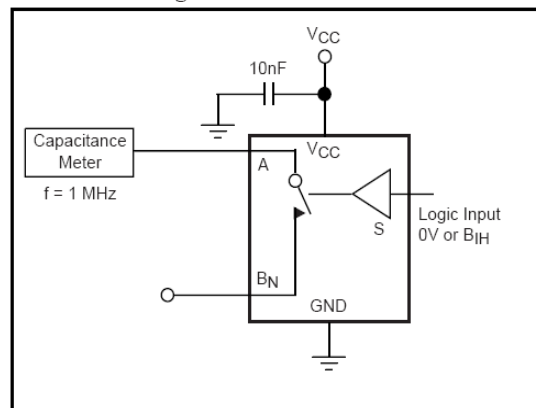 VCC
10nF
Capacitance
Meter
f = 1 MHz
VCC
A
Logic Input
0V or BIH
S
BN
GND